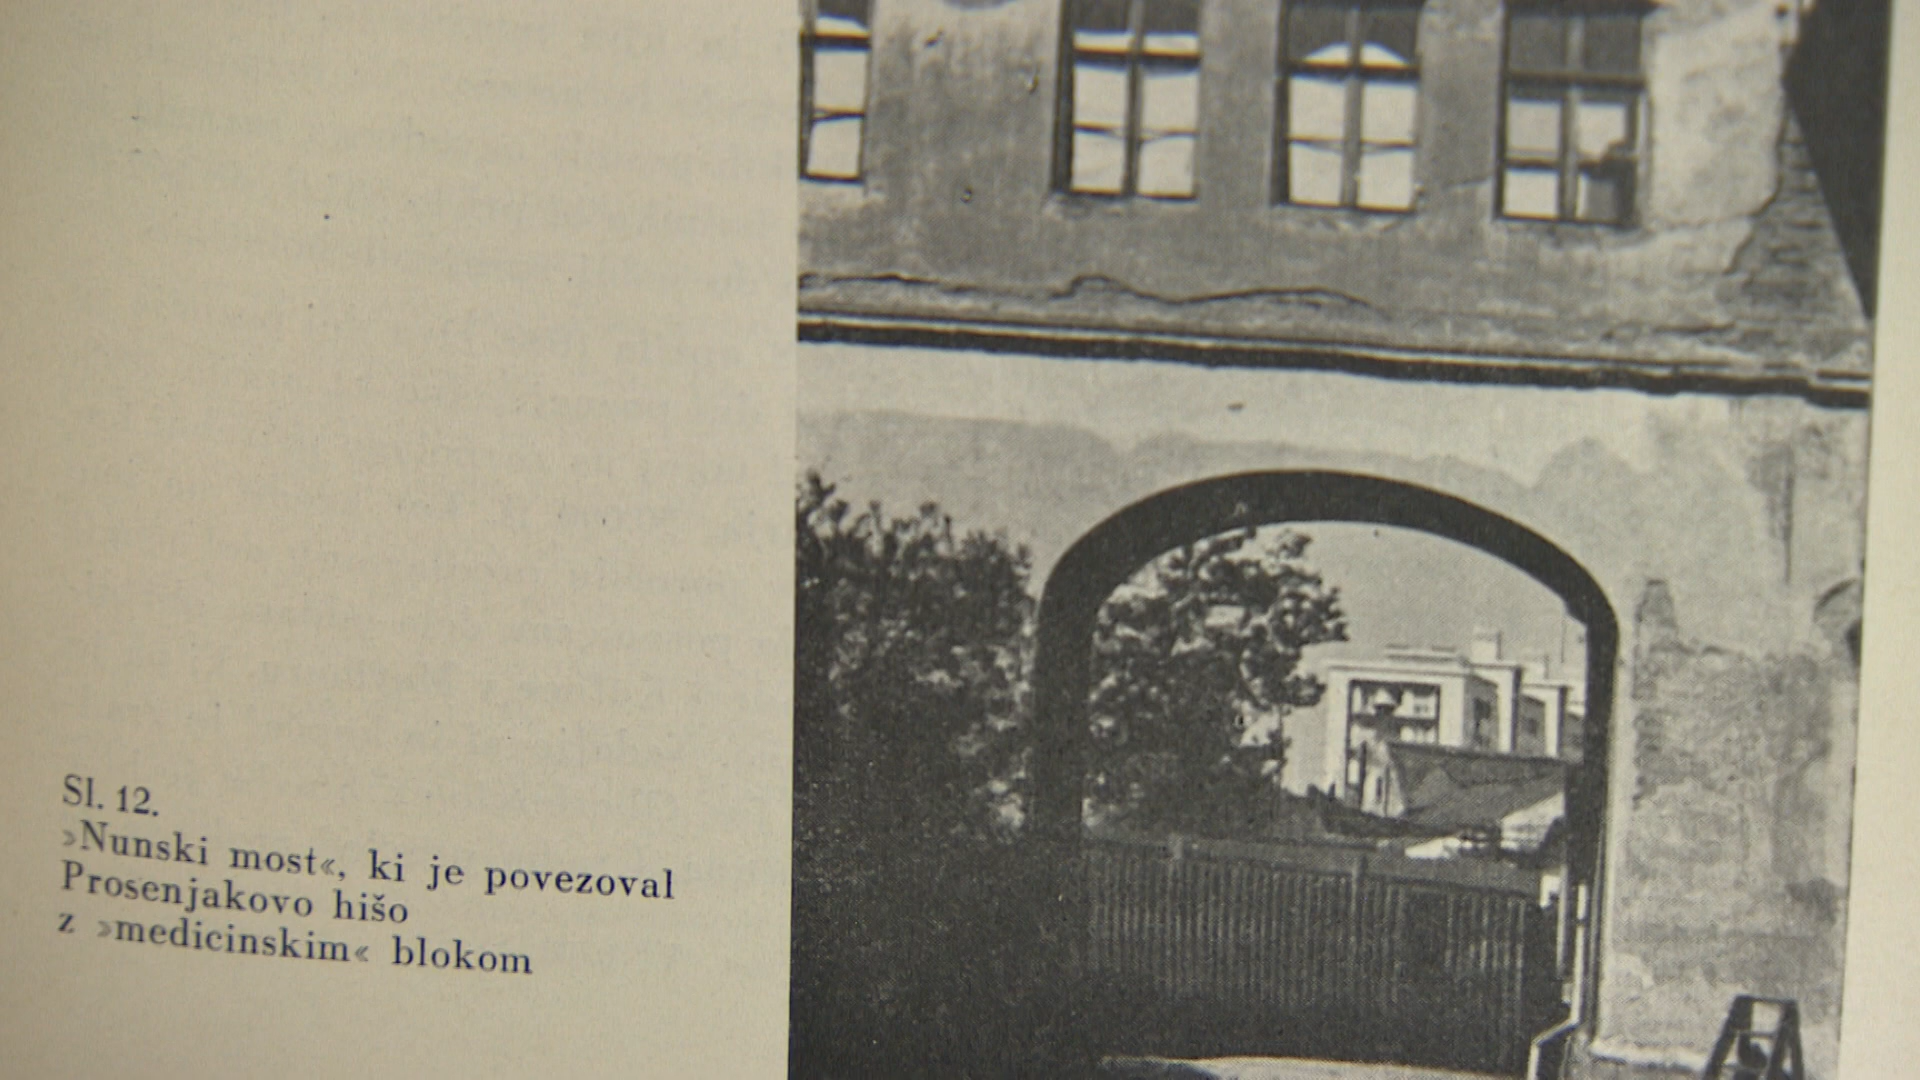 Sl. 12.
»Nunski most«, ki je povezoval
Prosenjakovo hišo
z »medicinskim« blokom